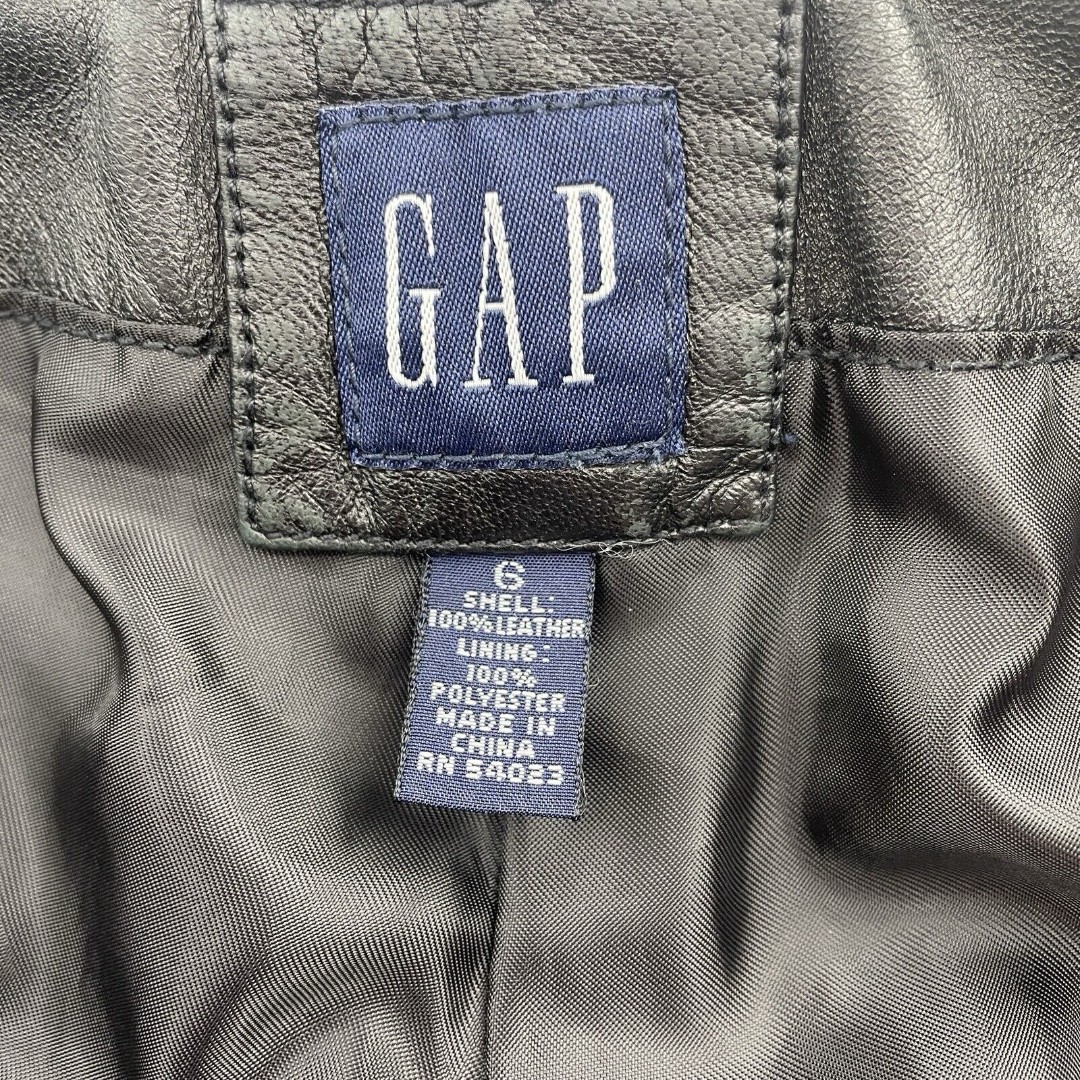 GAP
6
SHELL:
100% LEATHER
LINING:
100%
POLYESTER
MADE IN
CHINA
RN 54023